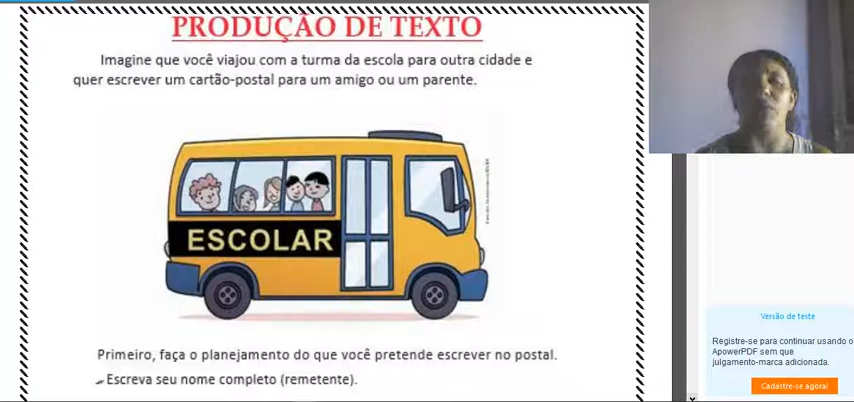 PRODUÇÃO DE TEXTO
Imagine que você viajou com a turma da escola para outra cidade e
quer escrever um cartão-postal para um amigo ou um parente.
ESCOLAR
Primeiro, faça o planejamento do que você pretende escrever no postal.
Escreva seu nome completo (remetente).
Versão de teste
Registre-se para continuar usando o
ApowerPDF sem que
julgamento-marca adicionada.
Cadastre-se agora!